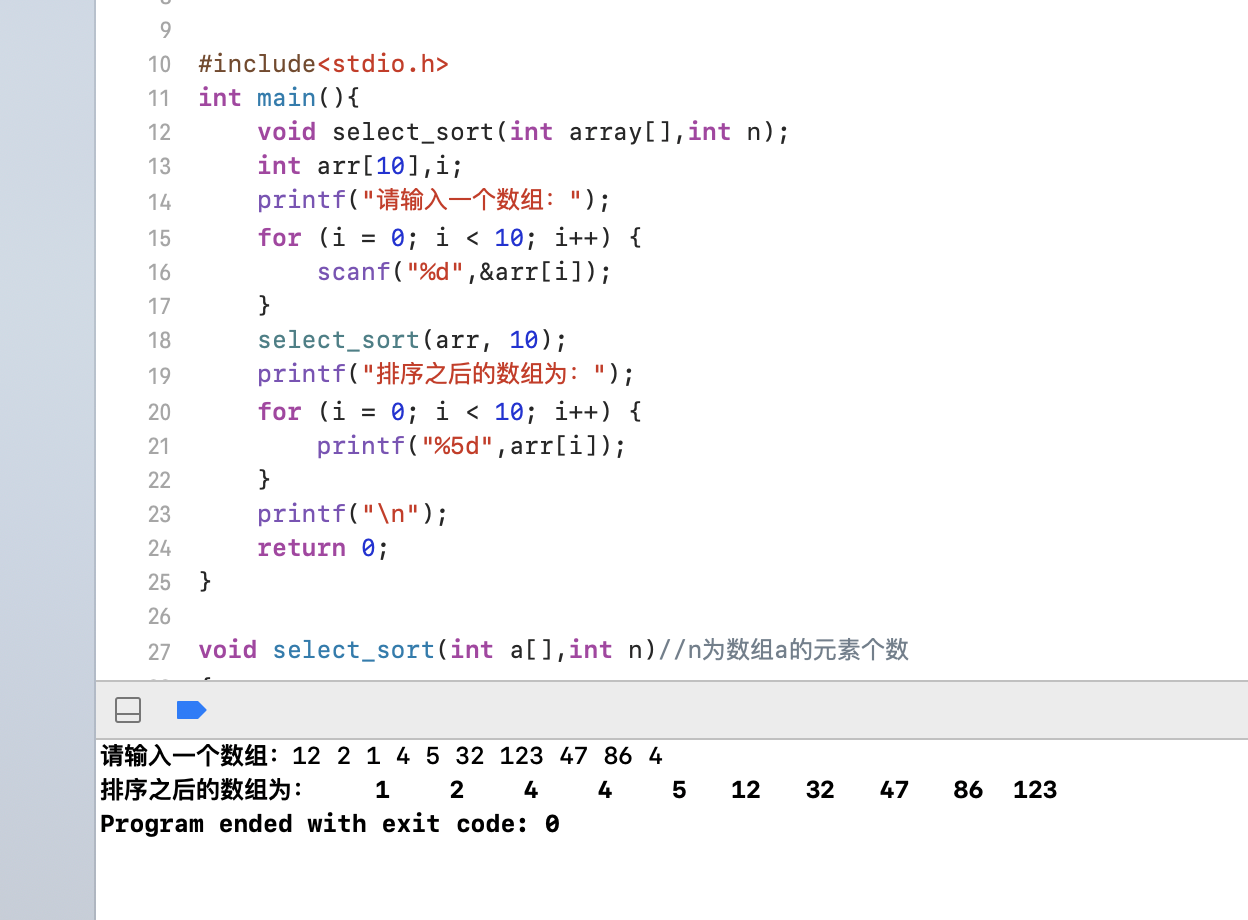 9
10 #include<stdio.h>
11 int main(){
12 void select_sort(int array[],int n);
13 int arr[10],i;
14 printf("请输入一个数组：");
15 for (i = 0; i < 10; i++) {
16 scanf("%d",&arr[i]);
17 }
18 select_sort(arr, 10);
19 printf("排序之后的数组为：");
20 for (i = 0; i < 10; i++) {
21 printf("%5d",arr[i]);
22 }
23 printf("\n");
24 return 0;
25 }
26
27 void select_sort(int a[],int n)//n为数组a的元素个数
请输入一个数组：12 2 1 4 5 32 123 47 86 4
排序之后的数组为：    1    2    4    4    5   12   32   47   86  123
Program ended with exit code: 0